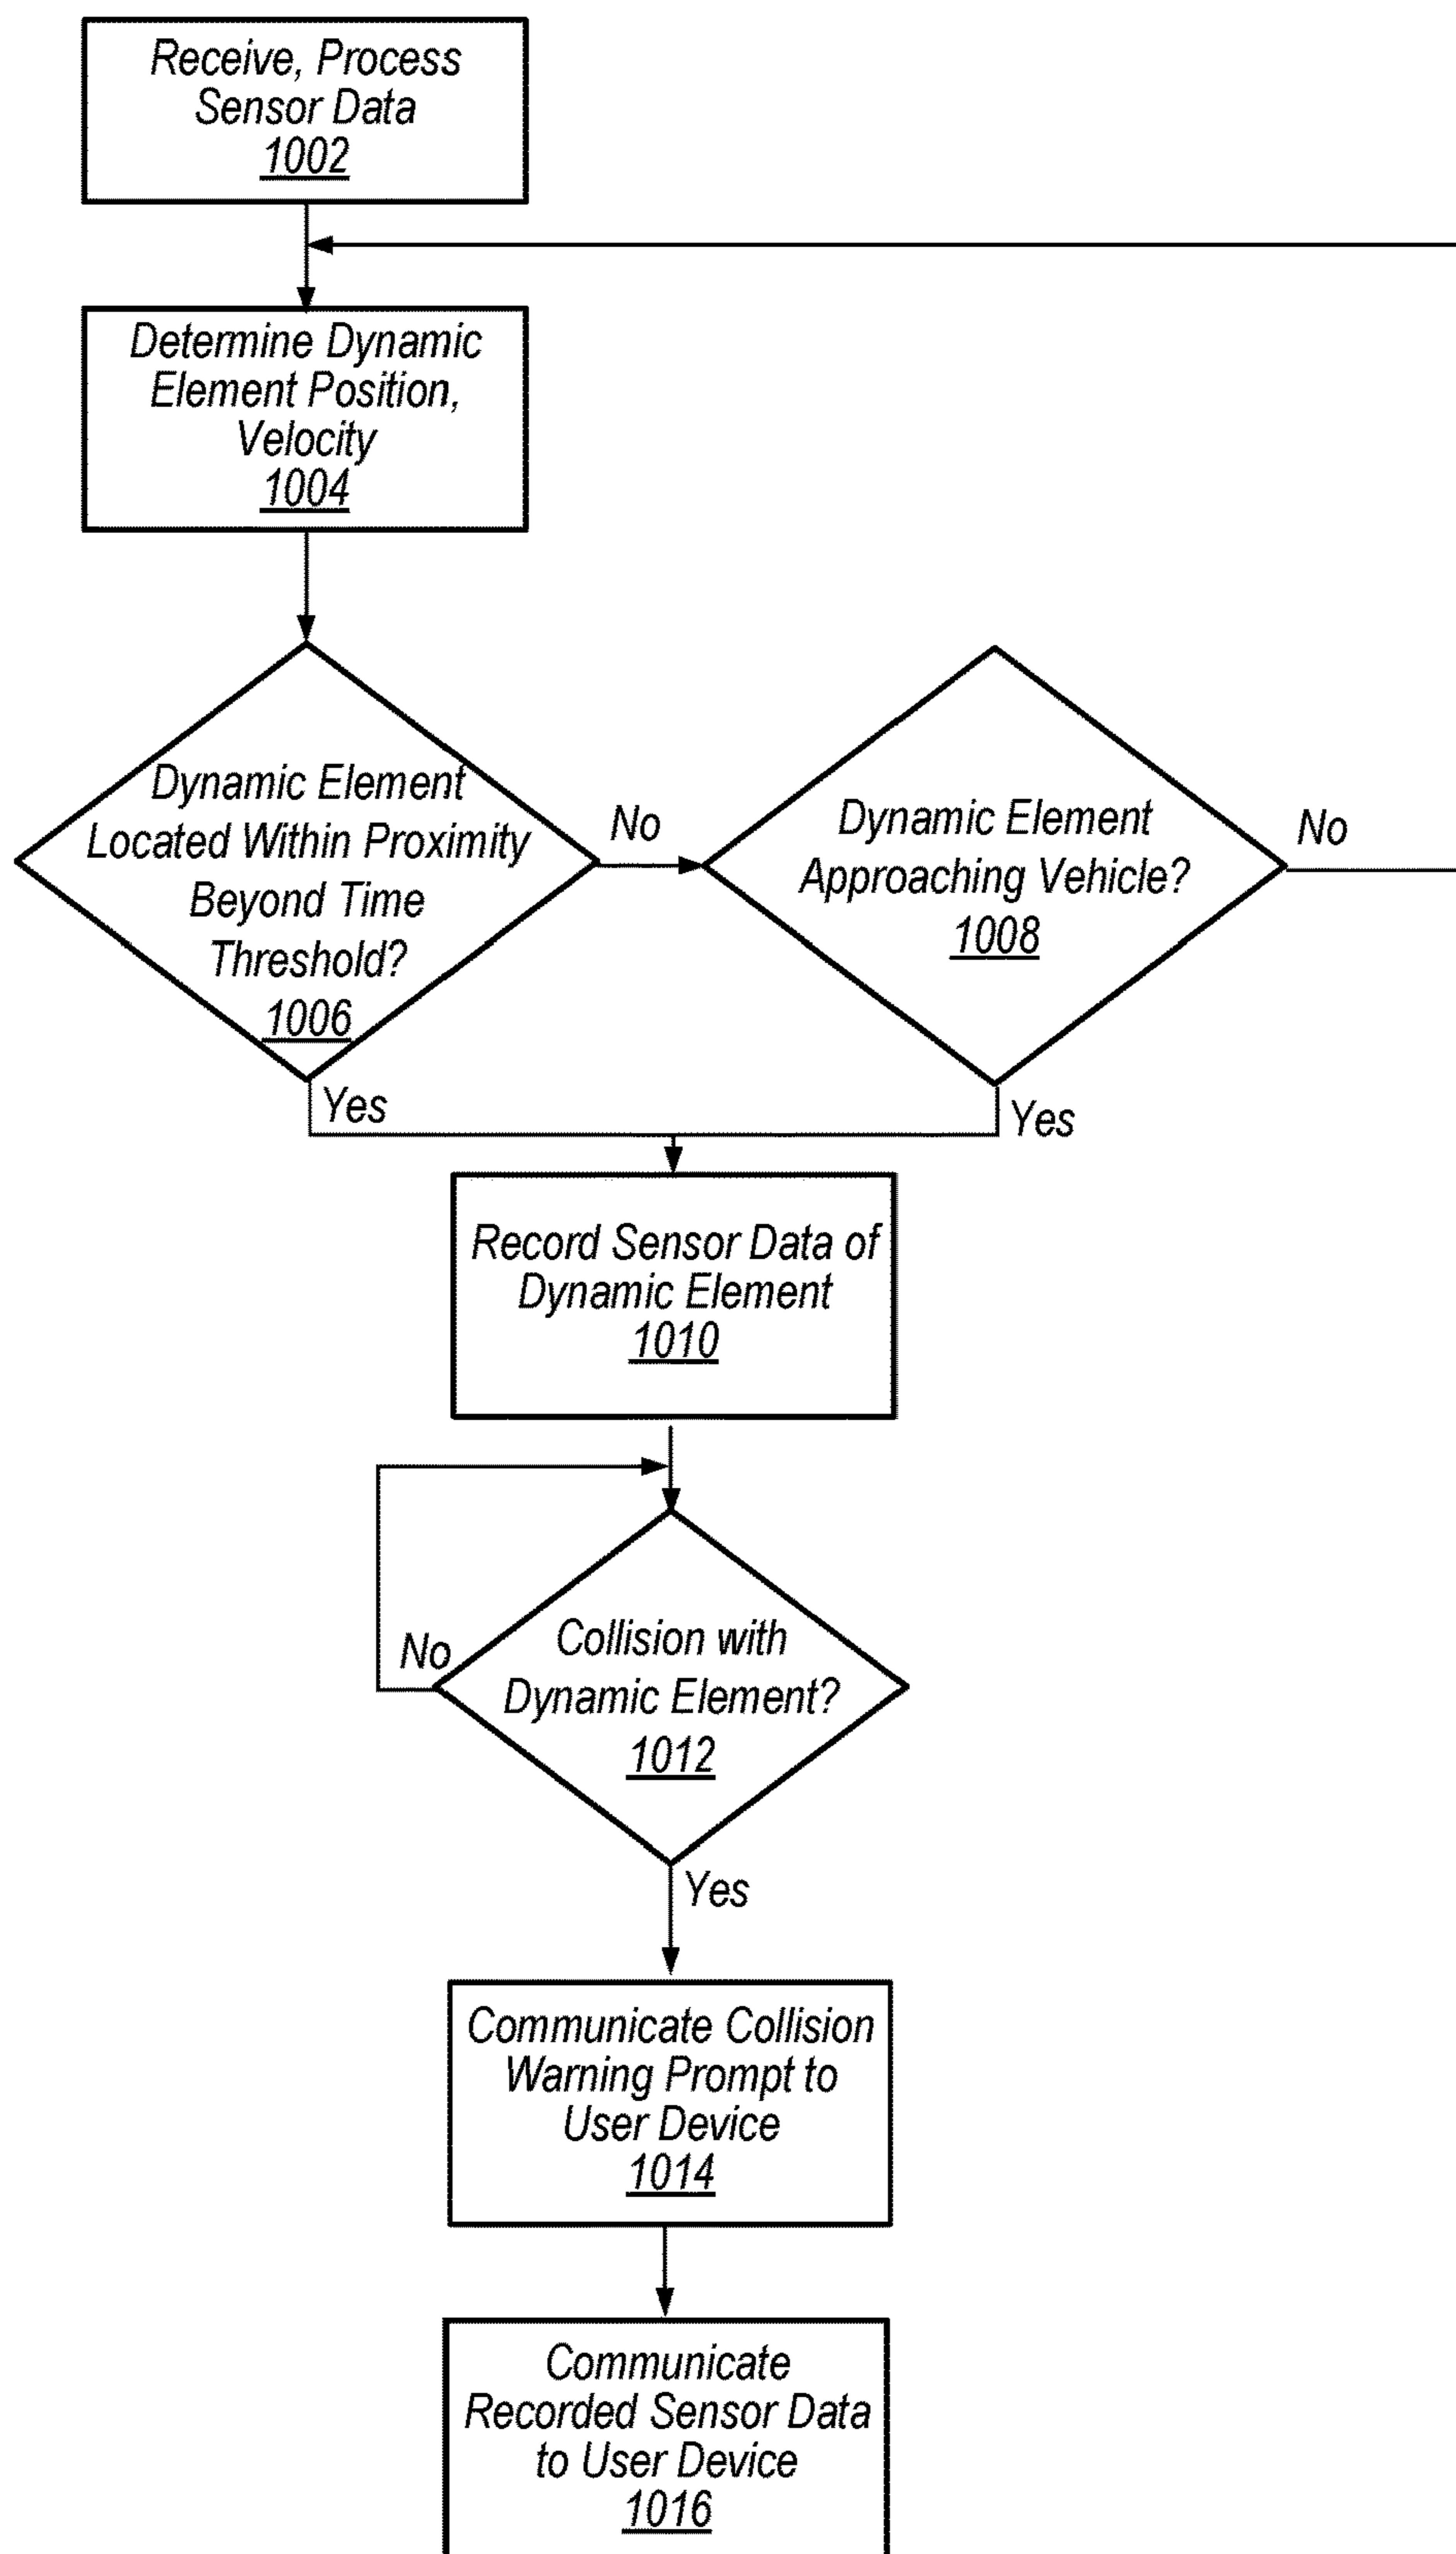 Receive, Process
Sensor Data
1002
Determine Dynamic
Element Position,
Velocity
1004
Dynamic Element
Located Within Proximity
Beyond Time
Threshold?
1006
No
Dynamic Element
Approaching Vehicle?
1008
No
Yes
Yes
Record Sensor Data of
Dynamic Element
1010
No
Collision with
Dynamic Element?
1012
Yes
Communicate Collision
Warning Prompt to
User Device
1014
Communicate
Recorded Sensor Data
to User Device
1016